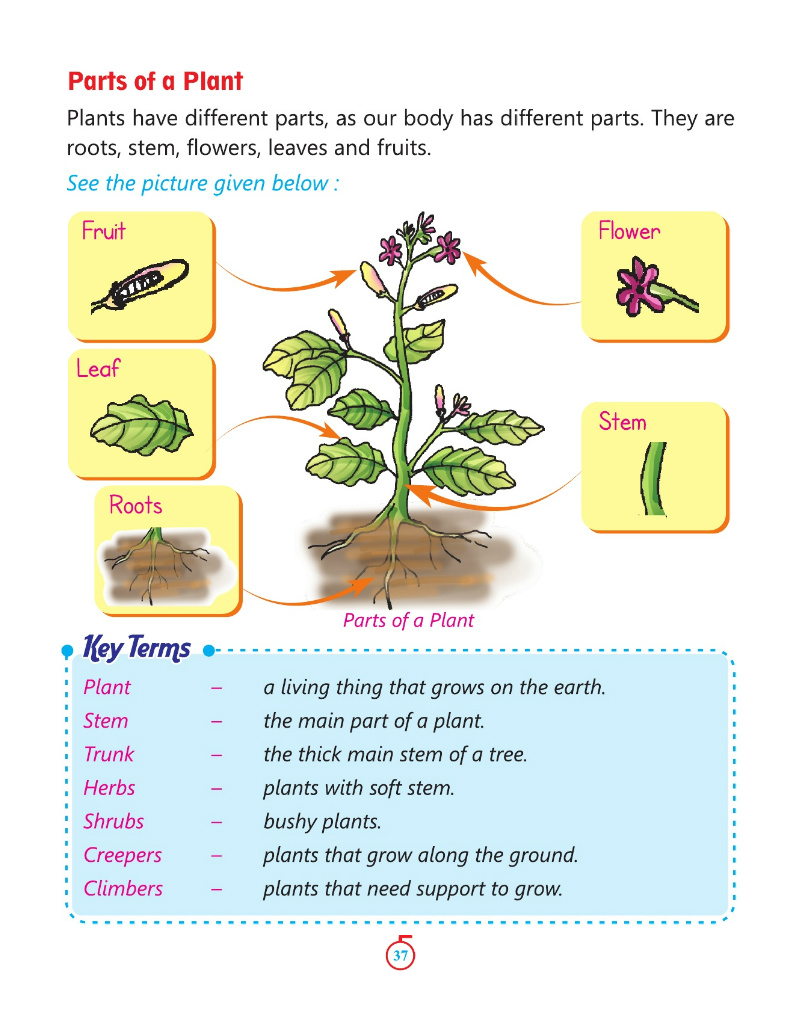 Parts of a Plant
Plants have different parts, as our body has different parts. They are
roots, stem, flowers, leaves and fruits.
See the picture given below :
Fruit
Flower
Leaf
Stem
Roots
Parts of a Plant
Key Terms
Plant – a living thing that grows on the earth.
Stem – the main part of a plant.
Trunk – the thick main stem of a tree.
Herbs – plants with soft stem.
Shrubs – bushy plants.
Creepers – plants that grow along the ground.
Climbers – plants that need support to grow.
37